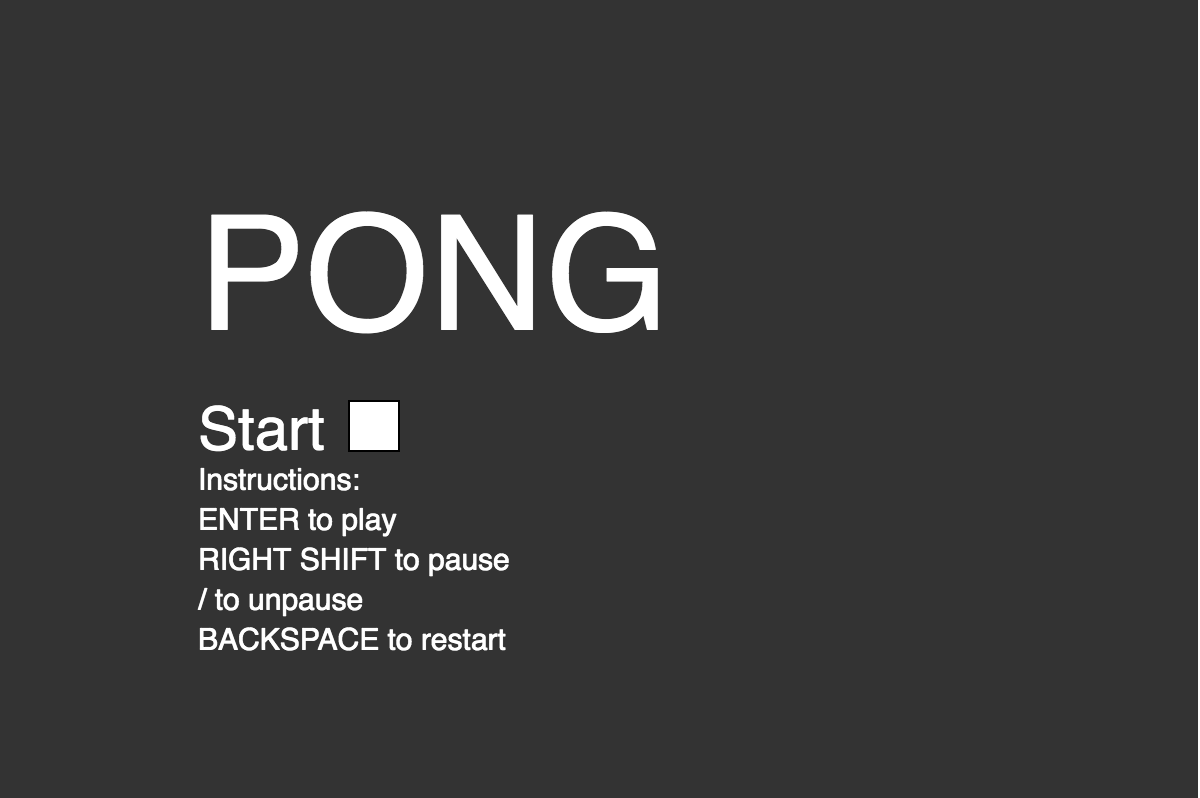 PONG
Start
Instructions:
ENTER to play
RIGHT SHIFT to pause
/ to unpause
BACKSPACE to restart